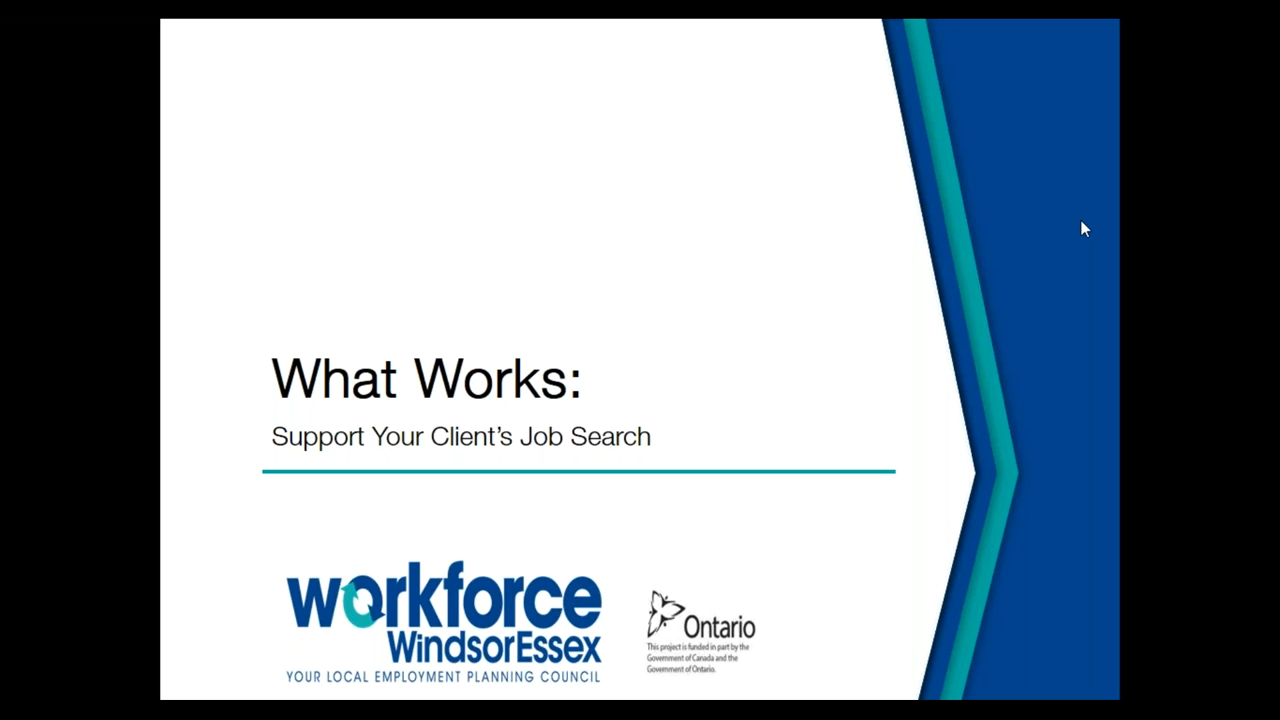 What Works:
Support Your Client's Job Search
workforce
WindsorEssex
YOUR LOCAL EMPLOYMENT PLANNING COUNCIL
Ontario
This project is funded in part by the
Government of Canada and the
Government of Ontario.